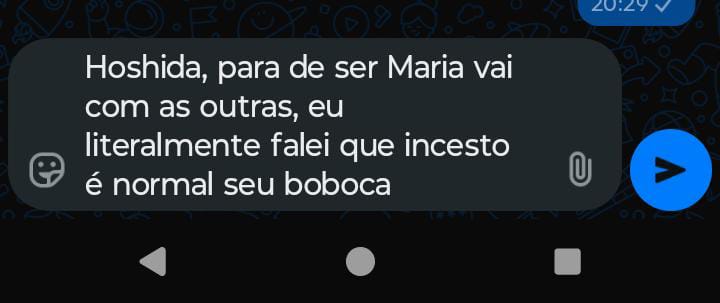 20:29
Hoshida, para de ser Maria vai
com as outras, eu
literalmente falei que incesto
é normal seu boboca